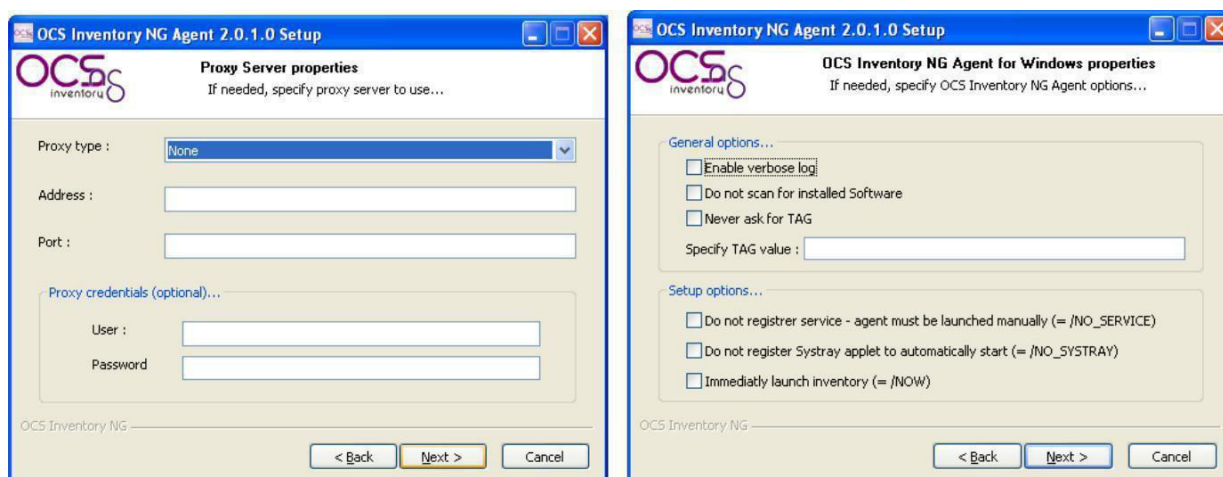 OCS Inventory NG Agent 2.0.1.0 Setup
OCS ng
inventory
Proxy Server properties
If needed, specify proxy server to use...
Proxy type :
None
Address :
Port :
Proxy credentials (optional)...
User :
Password
OCS Inventory NG
< Back
Next >
Cancel
OCS Inventory NG Agent 2.0.1.0 Setup
OCS ng
inventory
OCS Inventory NG Agent for Windows properties
If needed, specify OCS Inventory NG Agent options...
General options...
Enable verbose log
Do not scan for installed Software
Never ask for TAG
Specify TAG value :
Setup options...
Do not registrer service - agent must be launched manually (= /NO_SERVICE)
Do not register Systray applet to automatically start (= /NO_SYSTRAY)
Immediatly launch inventory (= /NOW)
OCS Inventory NG
< Back
Next >
Cancel